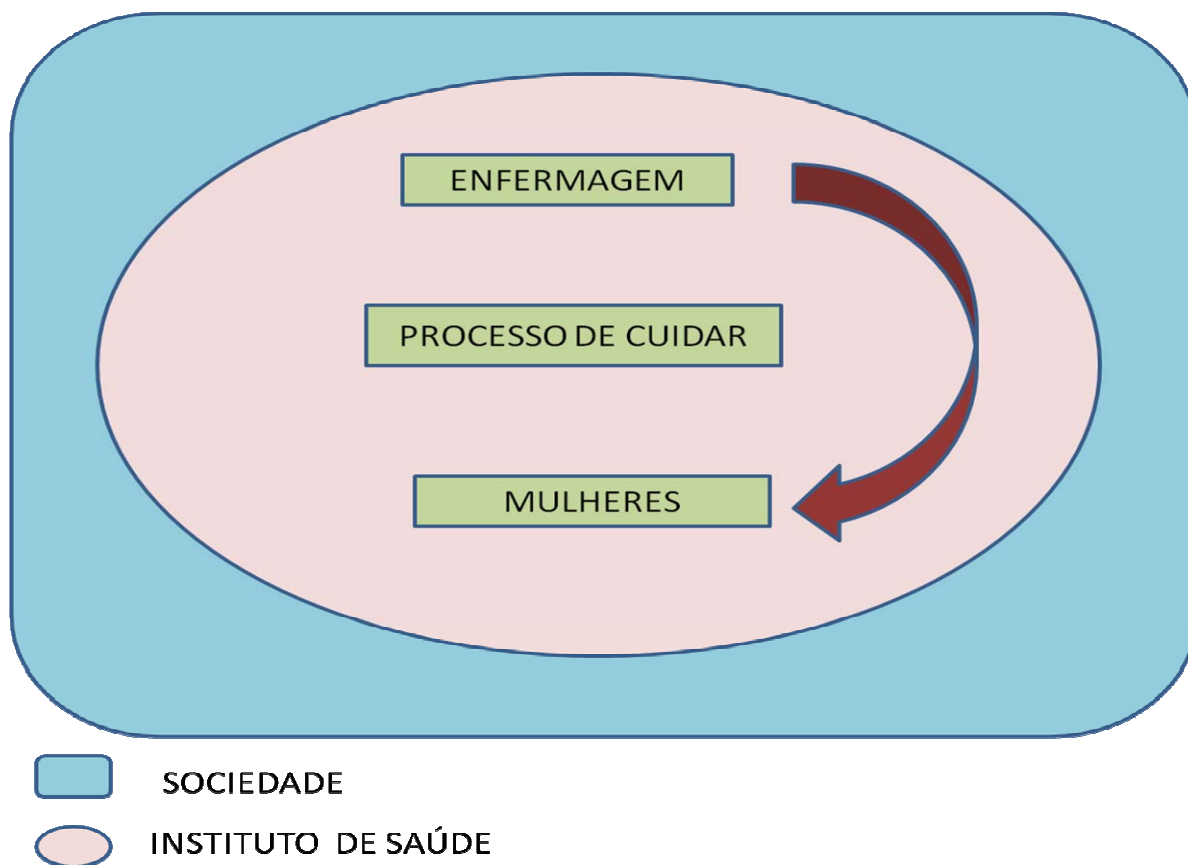 ENFERMAGEM
PROCESSO DE CUIDAR
MULHERES
SOCIEDADE
INSTITUTO DE SAÚDE